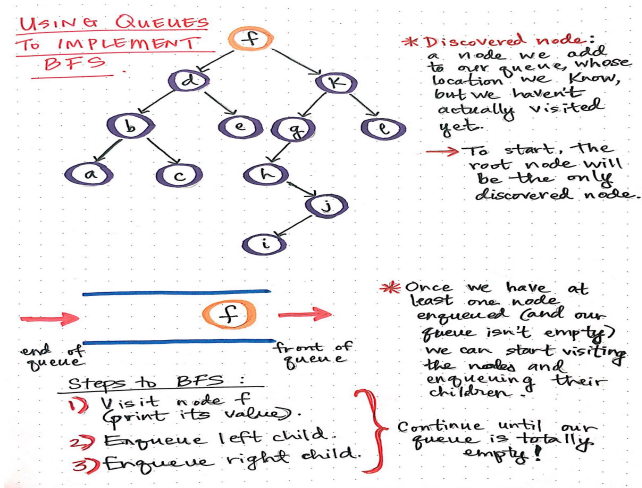 USING QUEUES
TO IMPLEMENT
BFS.
f
d
k
b
e
g
l
a
c
h
j
i
* Discovered node:
a node we add
to our queue, whose
location we know,
but we haven't
actually visited
yet.
→ To start, the
root node will
be the only
discovered node.
f
end of
queue
front of
queue
* Once we have at
least one node
enqueued (and our
queue isn't empty)
we can start visiting
the nodes and
enqueueing their
children.
Steps to BFS :
1) Visit node f
(print its value).
2) Enqueue left child.
3) Enqueue right child.
Continue until our
queue is totally
empty!